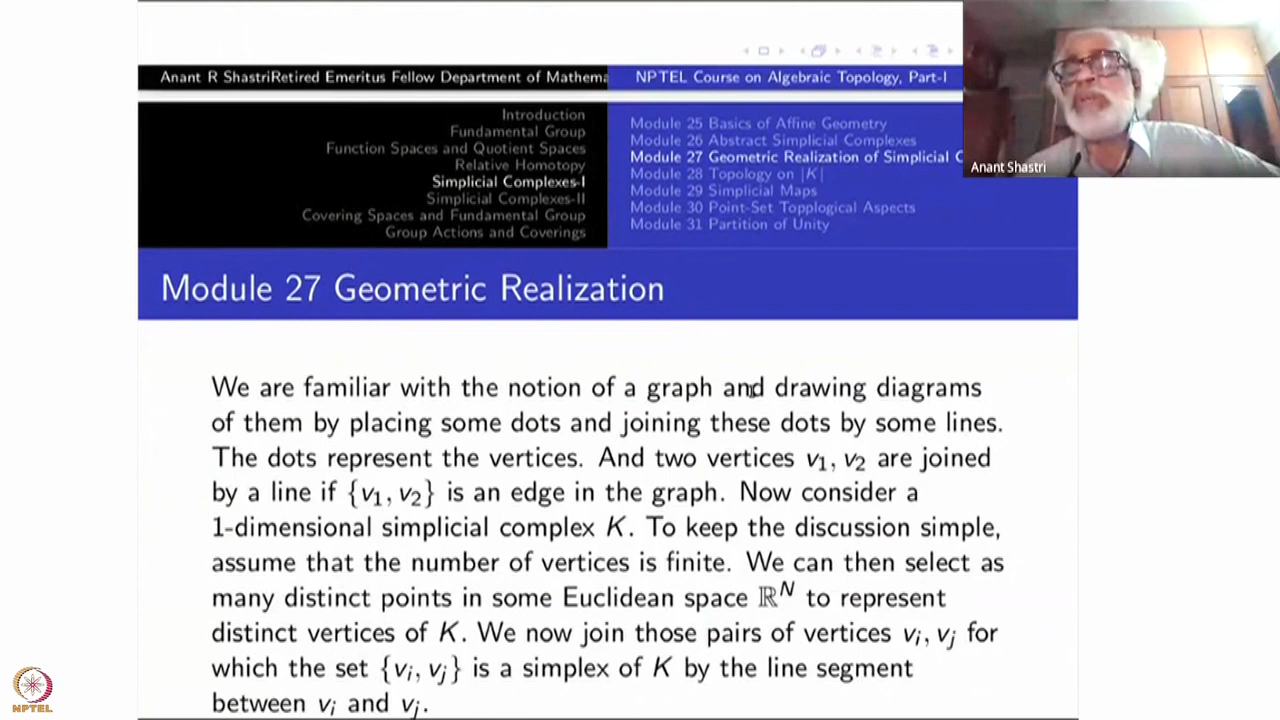 Anant R ShastriRetired Emeritus Fellow Department of Mathema
NPTEL Course on Algebraic Topology, Part-I
Introduction
Fundamental Group
Function Spaces and Quotient Spaces
Relative Homotopy
Simplicial Complexes-I
Simplicial Complexes-II
Covering Spaces and Fundamental Group
Group Actions and Coverings
Module 25 Basics of Affine Geometry
Module 26 Abstract Simplicial Complexes
Module 27 Geometric Realization of Simplicial C
Module 28 Topology on |K|
Module 29 Simplicial Maps
Module 30 Point-Set Topplogical Aspects
Module 31 Partition of Unity
Anant Shastri
Module 27 Geometric Realization
We are familiar with the notion of a graph and drawing diagrams
of them by placing some dots and joining these dots by some lines.
The dots represent the vertices. And two vertices v₁, v₂ are joined
by a line if {v₁, v₂} is an edge in the graph. Now consider a
1-dimensional simplicial complex K. To keep the discussion simple,
assume that the number of vertices is finite. We can then select as
many distinct points in some Euclidean space ℝᴺ to represent
distinct vertices of K. We now join those pairs of vertices vᵢ, vⱼ for
which the set {vᵢ, vⱼ} is a simplex of K by the line segment
between vᵢ and vⱼ.
NPTEL